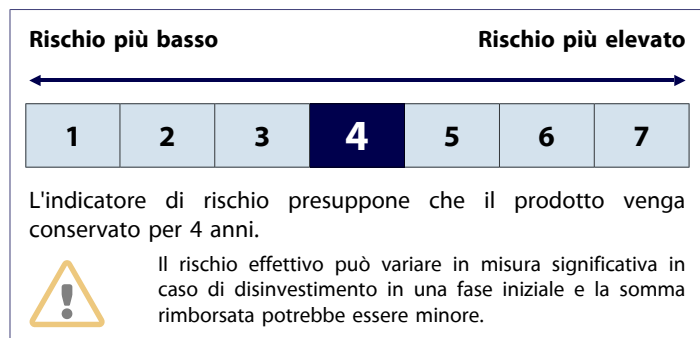 Rischio più basso Rischio più elevato
1 2 3 4 5 6 7
L'indicatore di rischio presuppone che il prodotto venga
conservato per 4 anni.
Il rischio effettivo può variare in misura significativa in
caso di disinvestimento in una fase iniziale e la somma
rimborsata potrebbe essere minore.